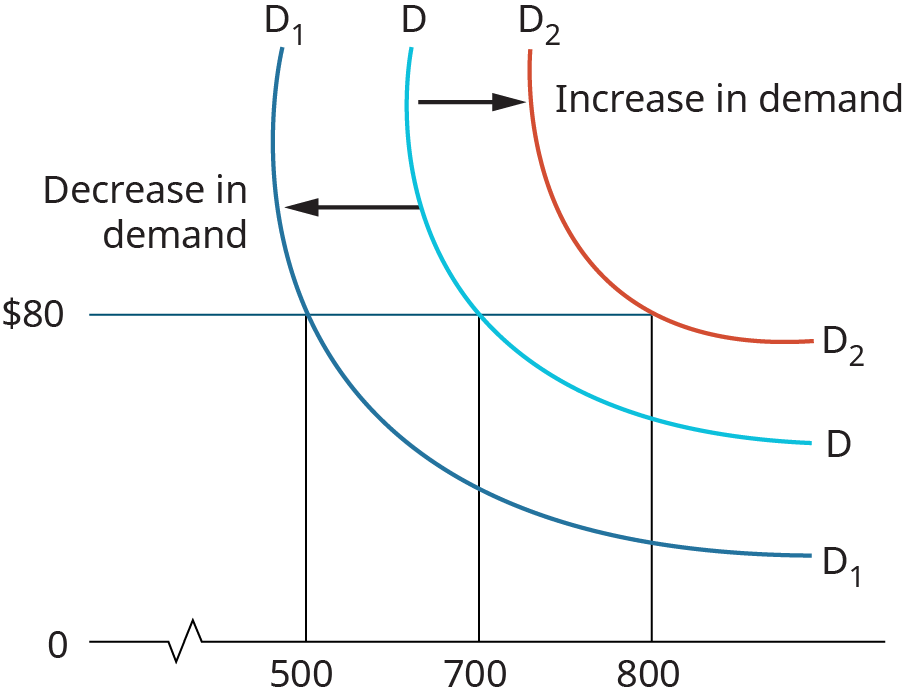 D₁ D D₂
Increase in demand
Decrease in
demand
$80
D₂
D
D₁
0
500 700 800